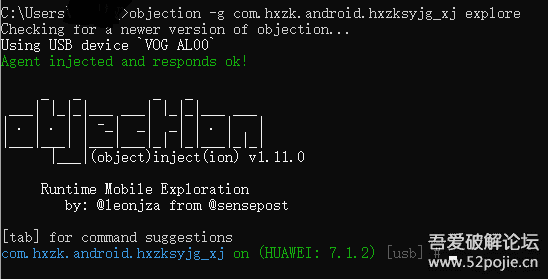 C:\Users\ >objection -g com.hxzk.android.hxzksyjg_xj explore
Checking for a newer version of objection...
Using USB device `VOG AL00`
Agent injected and responds ok!
|___|(object)inject(ion) v1.11.0
Runtime Mobile Exploration
by: @leonjza from @sensepost
[tab] for command suggestions
com.hxzk.android.hxzksyjg_xj on (HUAWEI: 7.1.2) [usb] #
吾爱破解论坛
www.52pojie.cn